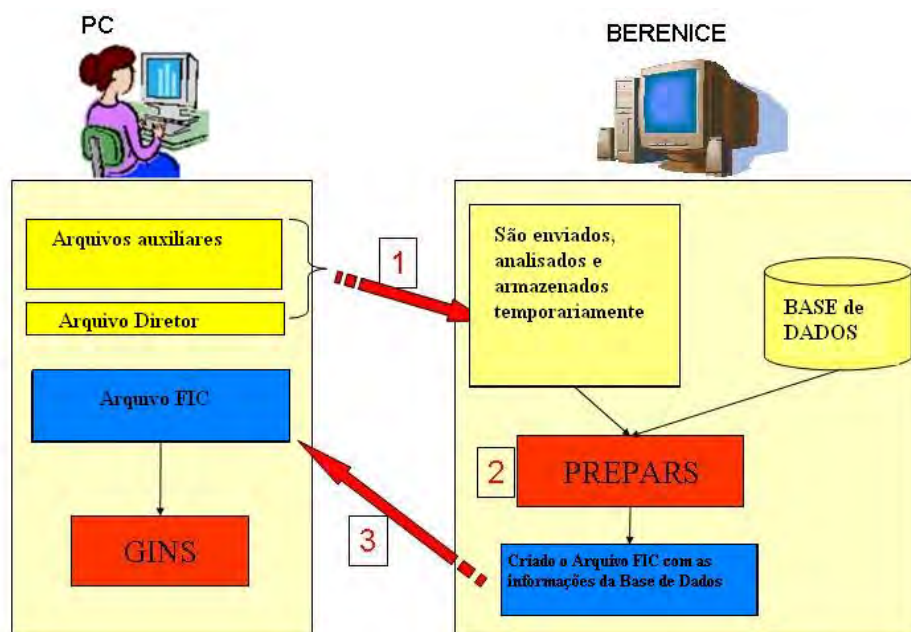 PC
BERENICE
Arquivos auxiliares
Arquivo Diretor
1
São enviados,
analisados e
armazenados
temporariamente
BASE de
DADOS
Arquivo FIC
2
PREPARS
GINS
3
Criado o Arquivo FIC com as
informações da Base de Dados